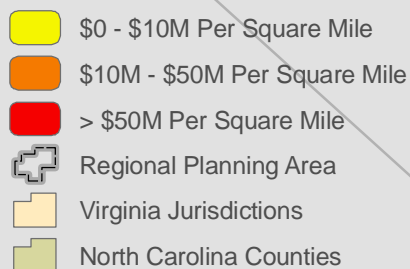 $0 - $10M Per Square Mile
$10M - $50M Per Square Mile
> $50M Per Square Mile
Regional Planning Area
Virginia Jurisdictions
North Carolina Counties